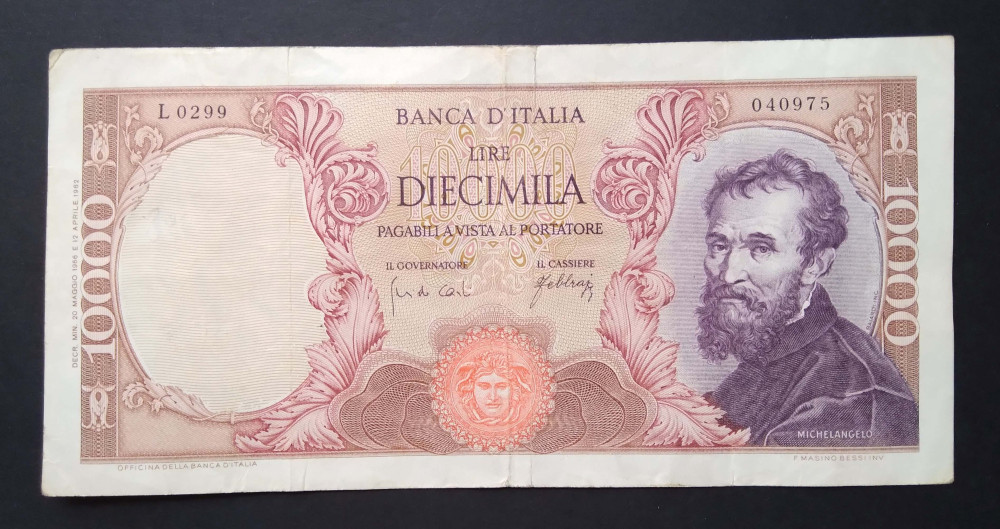 L 0299
040975
BANCA D'ITALIA
LIRE
10000
DIECIMILA
PAGABILI A VISTA AL PORTATORE
IL GOVERNATORE
IL CASSIERE
10000
10000
MICHELANGELO
OFFICINA DELLA BANCA D'ITALIA
F. MASINO BESSI INV.